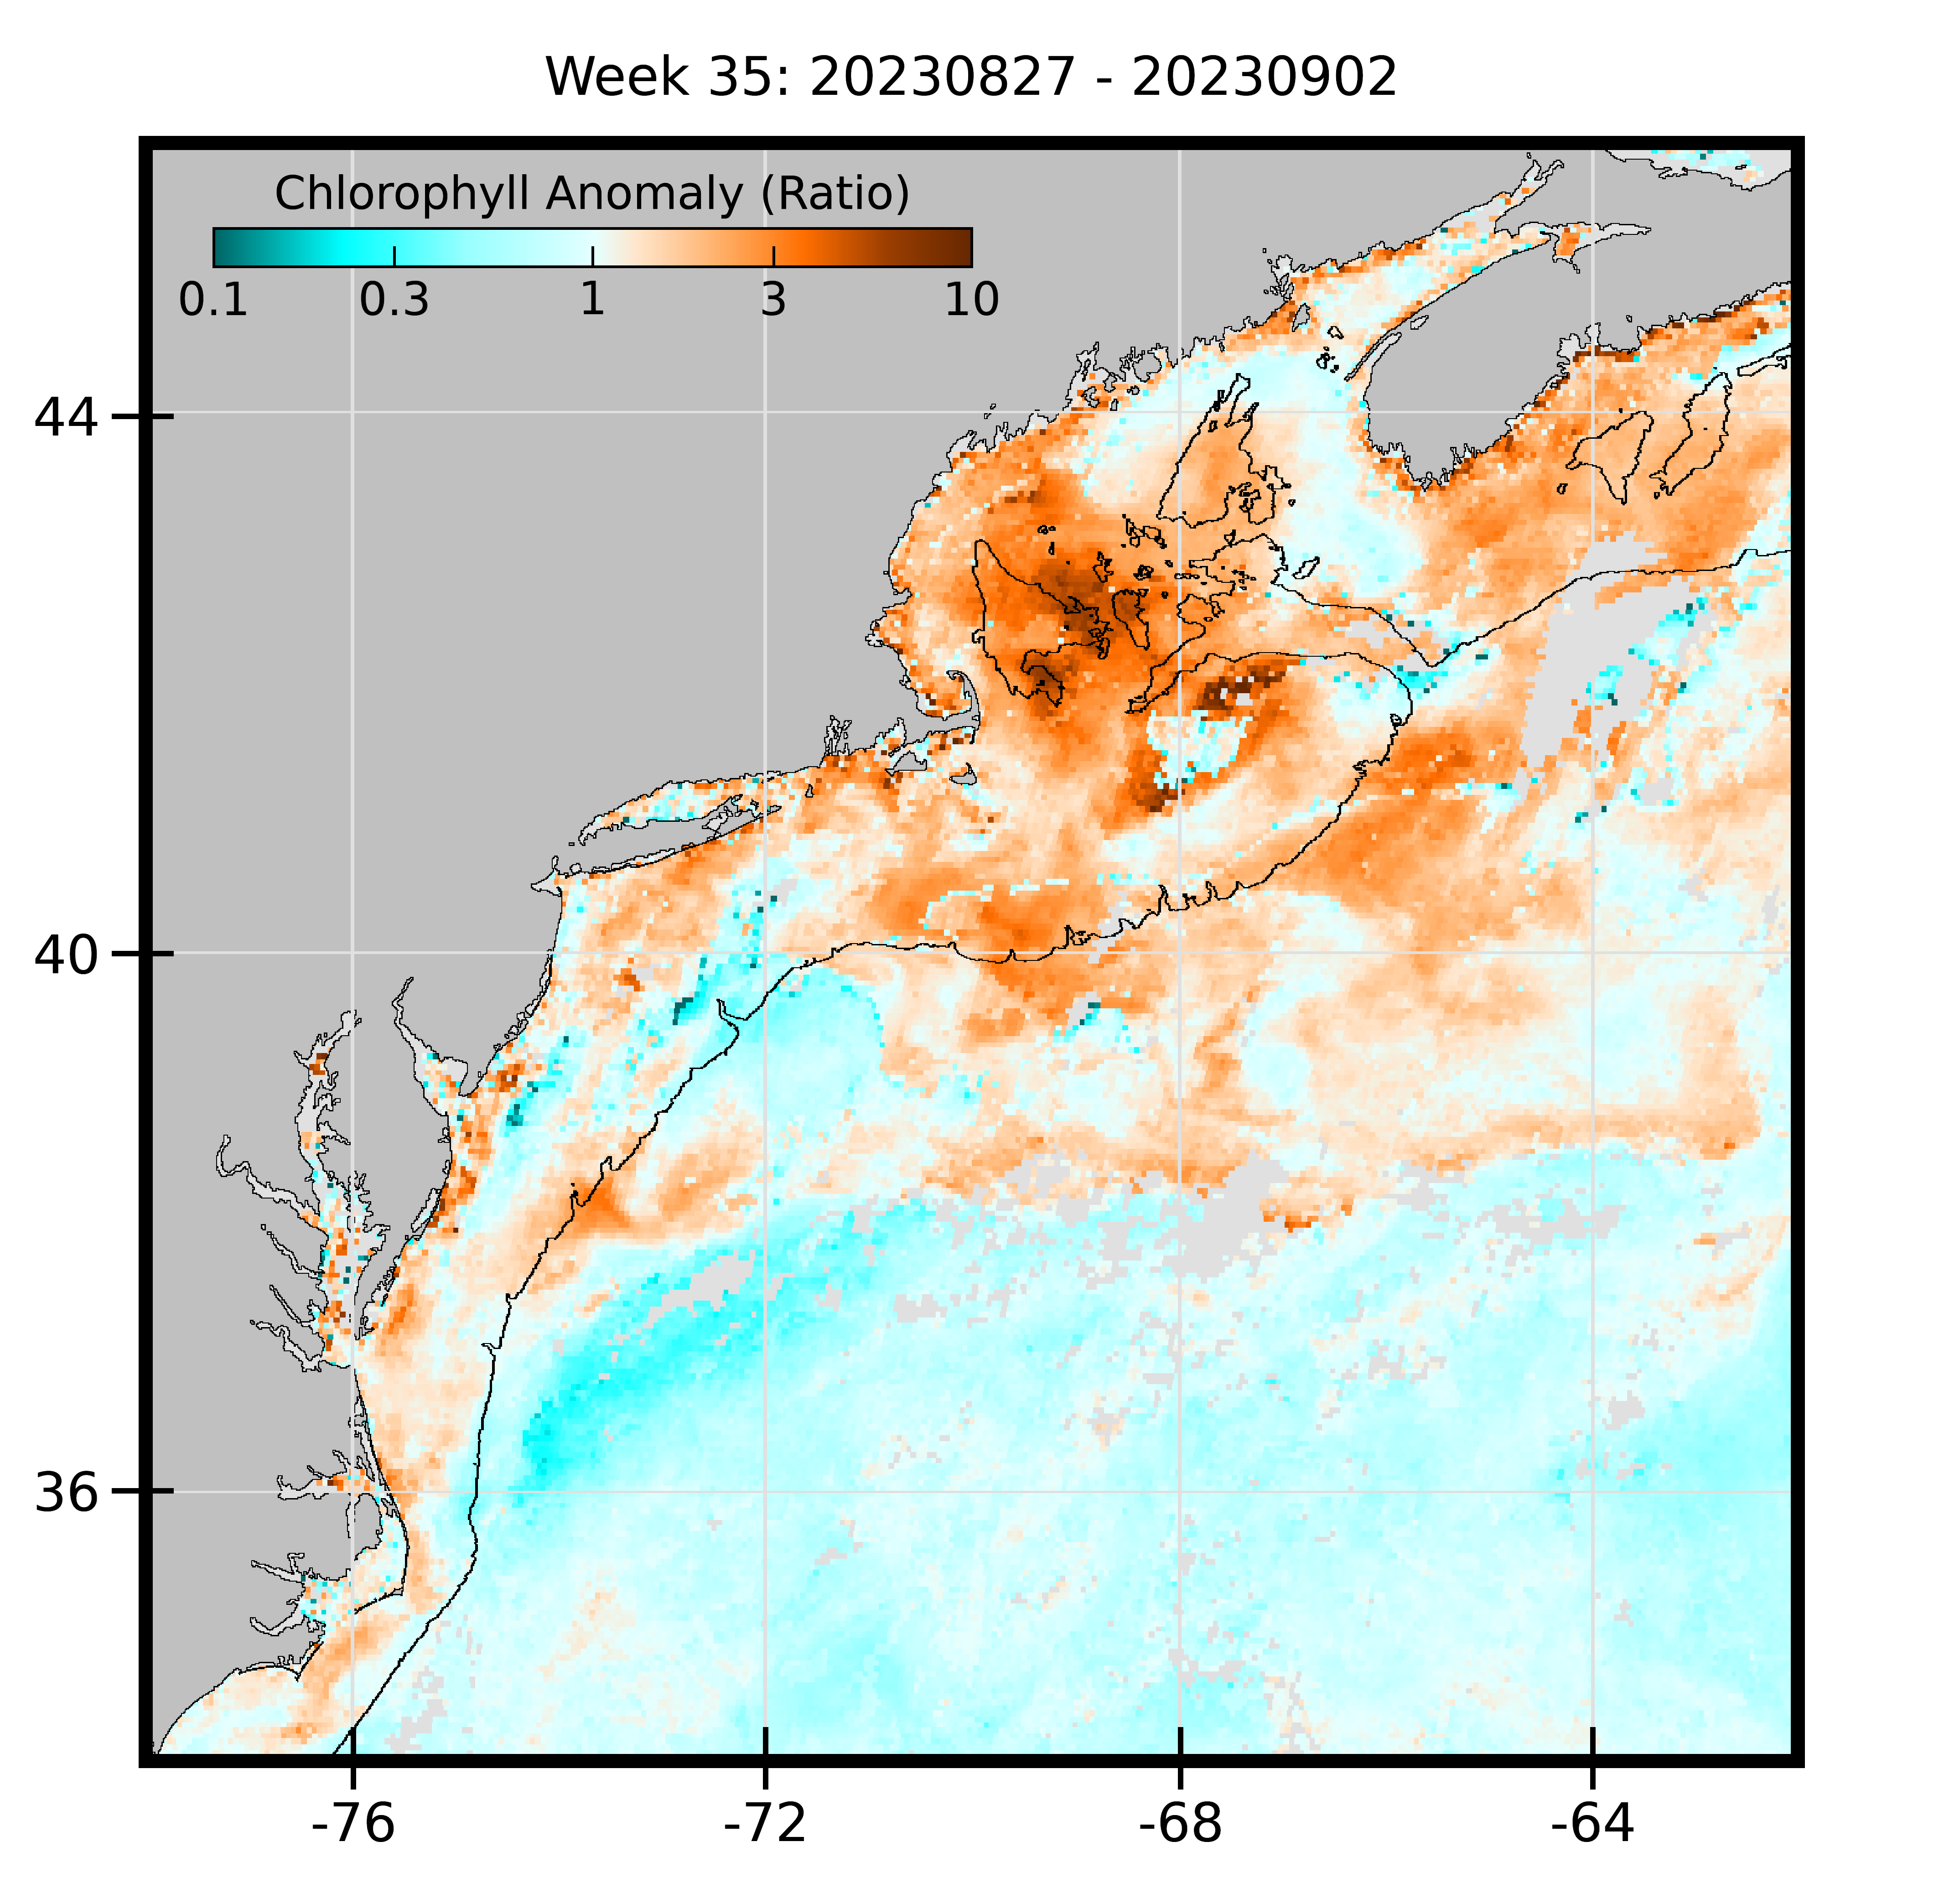 Week 35: 20230827 - 20230902
Chlorophyll Anomaly (Ratio)
0.1 0.3 1 3 10
44
40
36
-76 -72 -68 -64